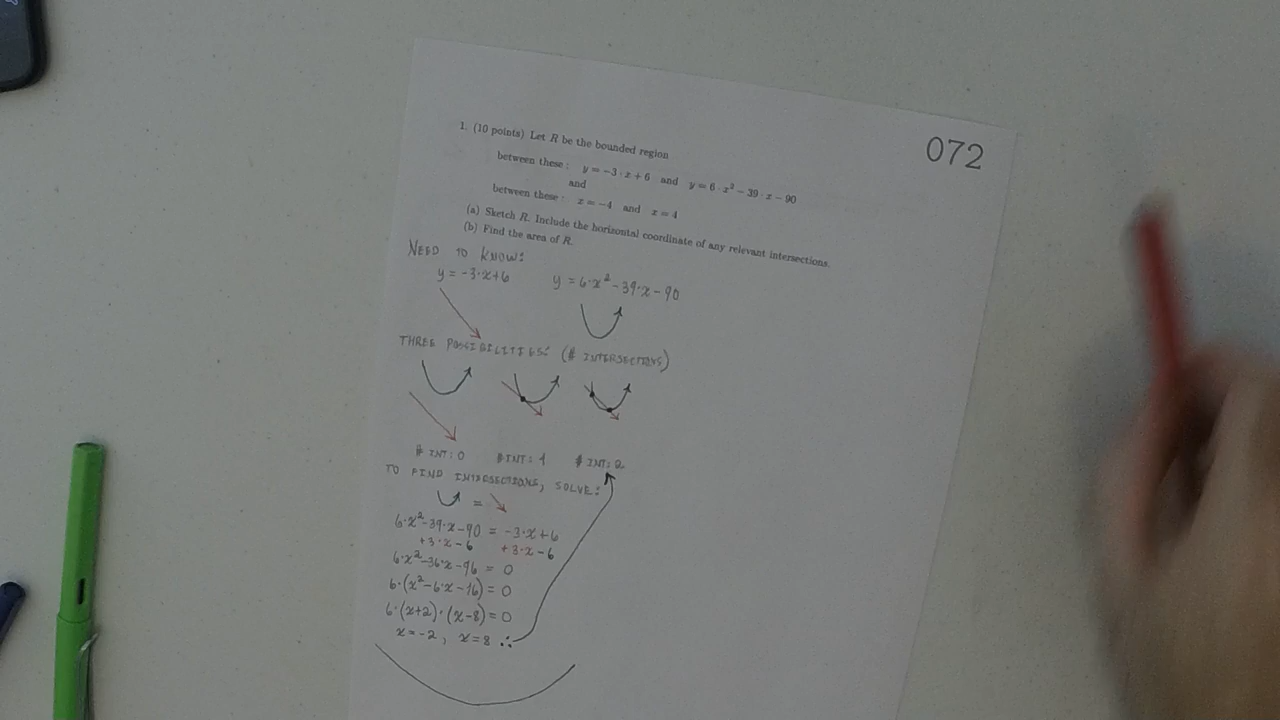 072
1. (10 points) Let R be the bounded region
between these : y = −3 · x + 6 and y = 6 · x² − 39 · x − 90
and
between these : x = −4 and x = 4
(a) Sketch R. Include the horizontal coordinate of any relevant intersections.
(b) Find the area of R.
NEED TO KNOW:
y = -3·x+6 y = 6·x²-39·x-90
THREE POSSIBILITIES: (# INTERSECTIONS)
# INT: 0 # INT: 1 # INT: 2
TO FIND INTERSECTIONS, SOLVE:
=
6·x²-39·x-90 = -3·x+6
+3·x-6 +3·x-6
6·x²-36·x-96 = 0
6·(x²-6·x-16) = 0
6·(x+2)·(x-8) = 0
x=-2, x=8 ∴